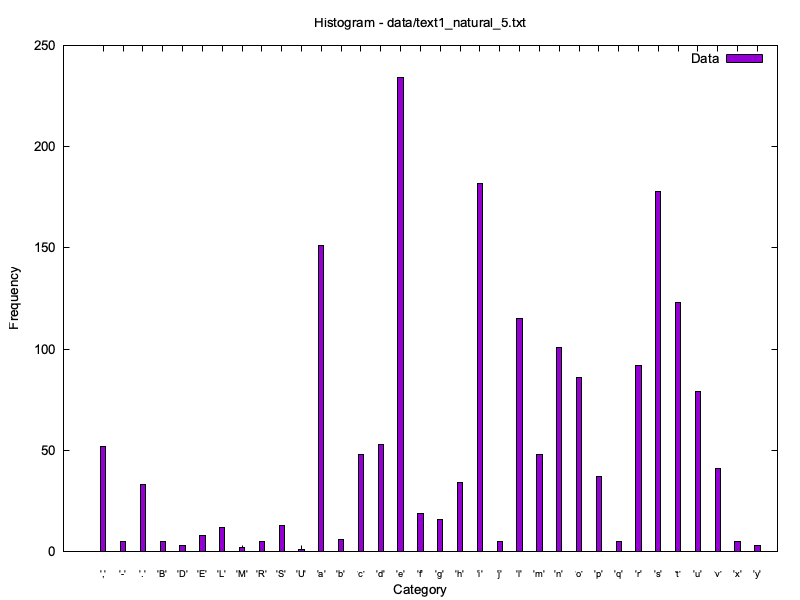 Histogram - data/text1_natural_5.txt
Data
250
200
150
100
50
0
Frequency
',' '-' '.' 'B' 'D' 'E' 'L' 'M' 'R' 'S' 'U' 'a' 'b' 'c' 'd' 'e' 'f' 'g' 'h' 'i' 'j' 'l' 'm' 'n' 'o' 'p' 'q' 'r' 's' 't' 'u' 'v' 'x' 'y'
Category